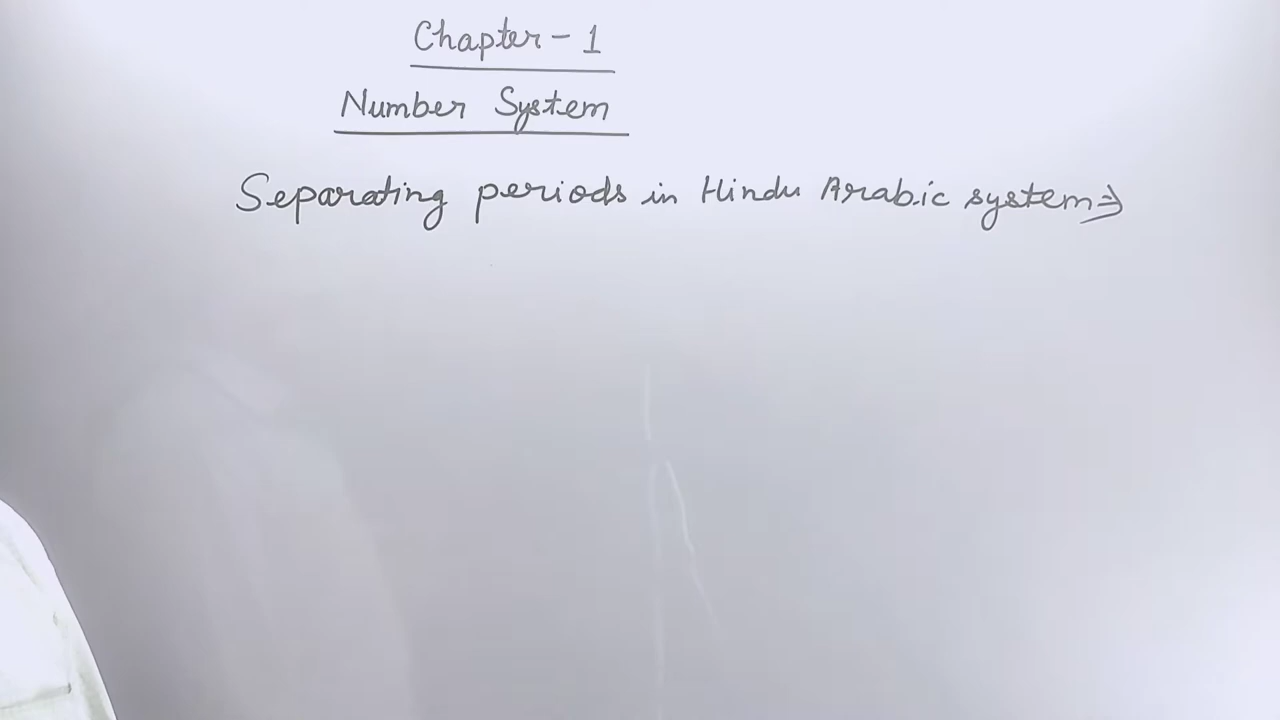 Chapter - 1
Number System
Separating periods in Hindu Arabic system ⇒